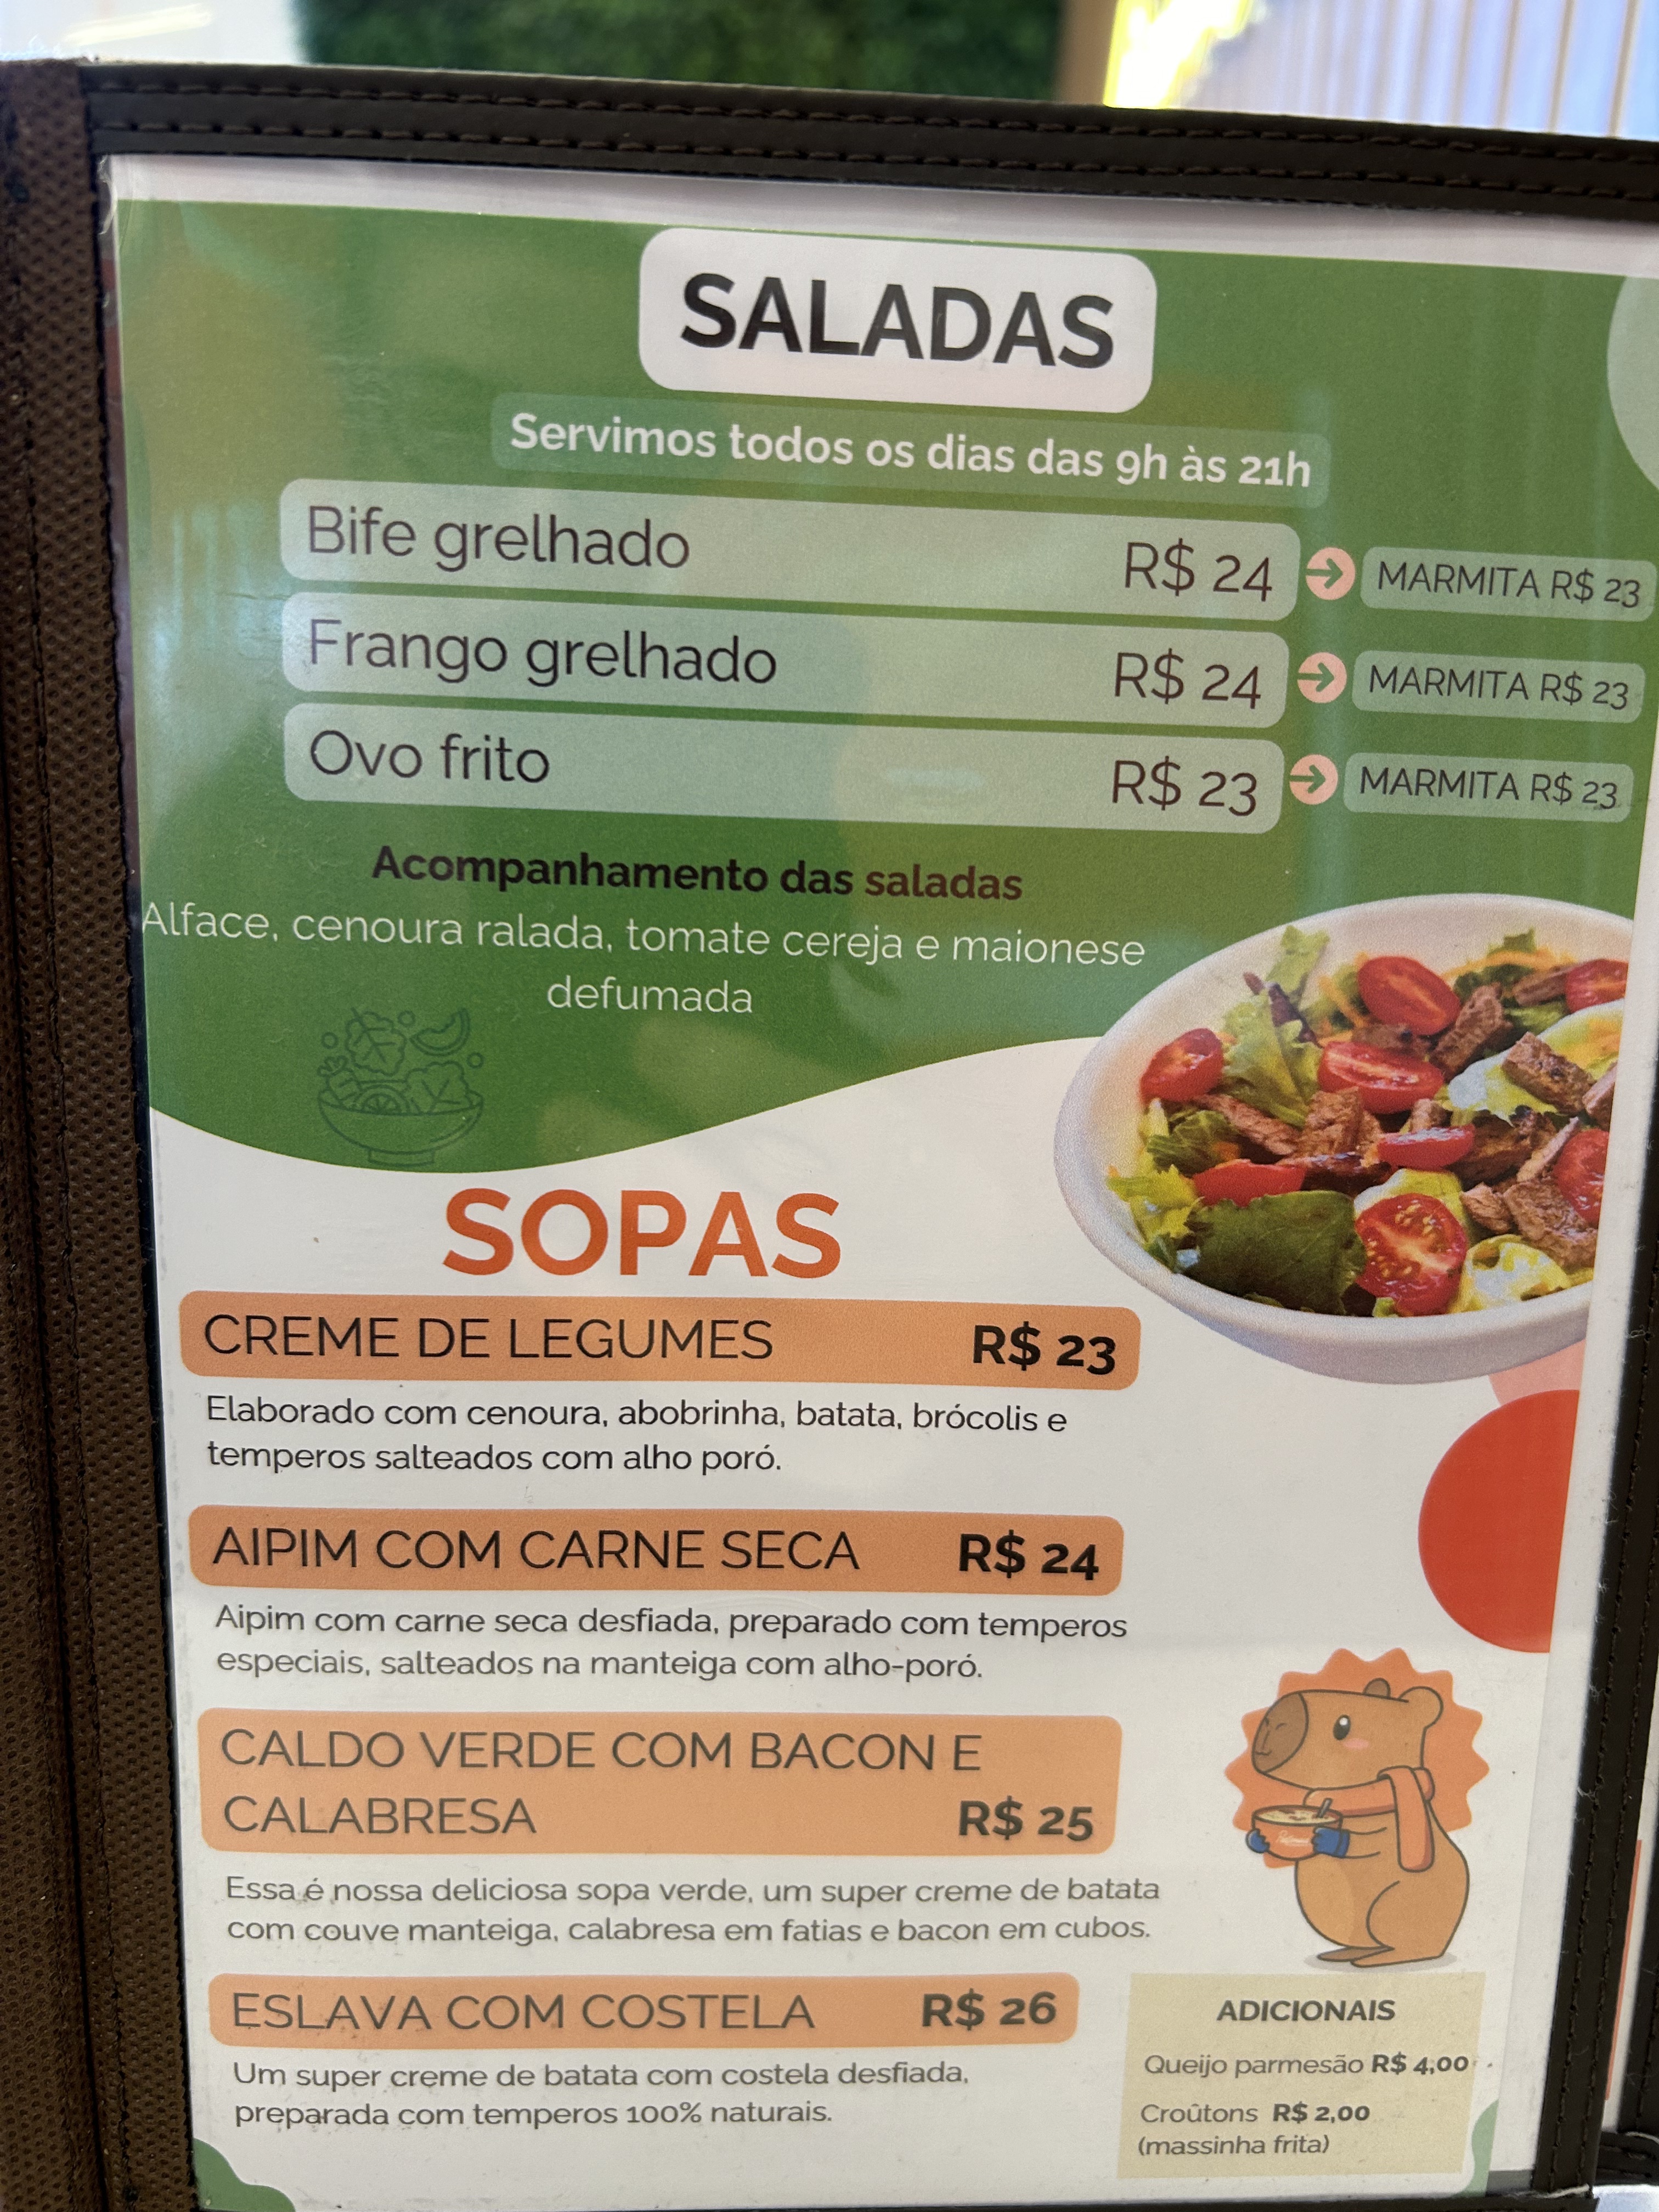 SALADAS
Servimos todos os dias das 9h às 21h
Bife grelhado R$ 24 MARMITA R$ 23
Frango grelhado R$ 24 MARMITA R$ 23
Ovo frito R$ 23 MARMITA R$ 23
Acompanhamento das saladas
Alface, cenoura ralada, tomate cereja e maionese
defumada
SOPAS
CREME DE LEGUMES R$ 23
Elaborado com cenoura, abobrinha, batata, brócolis e
temperos salteados com alho poró.
AIPIM COM CARNE SECA R$ 24
Aipim com carne seca desfiada, preparado com temperos
especiais, salteados na manteiga com alho-poró.
CALDO VERDE COM BACON E
CALABRESA R$ 25
Essa é nossa deliciosa sopa verde, um super creme de batata
com couve manteiga, calabresa em fatias e bacon em cubos.
ESLAVA COM COSTELA R$ 26
Um super creme de batata com costela desfiada,
preparada com temperos 100% naturais.
ADICIONAIS
Queijo parmesão R$ 4,00
Croûtons R$ 2,00
(massinha frita)